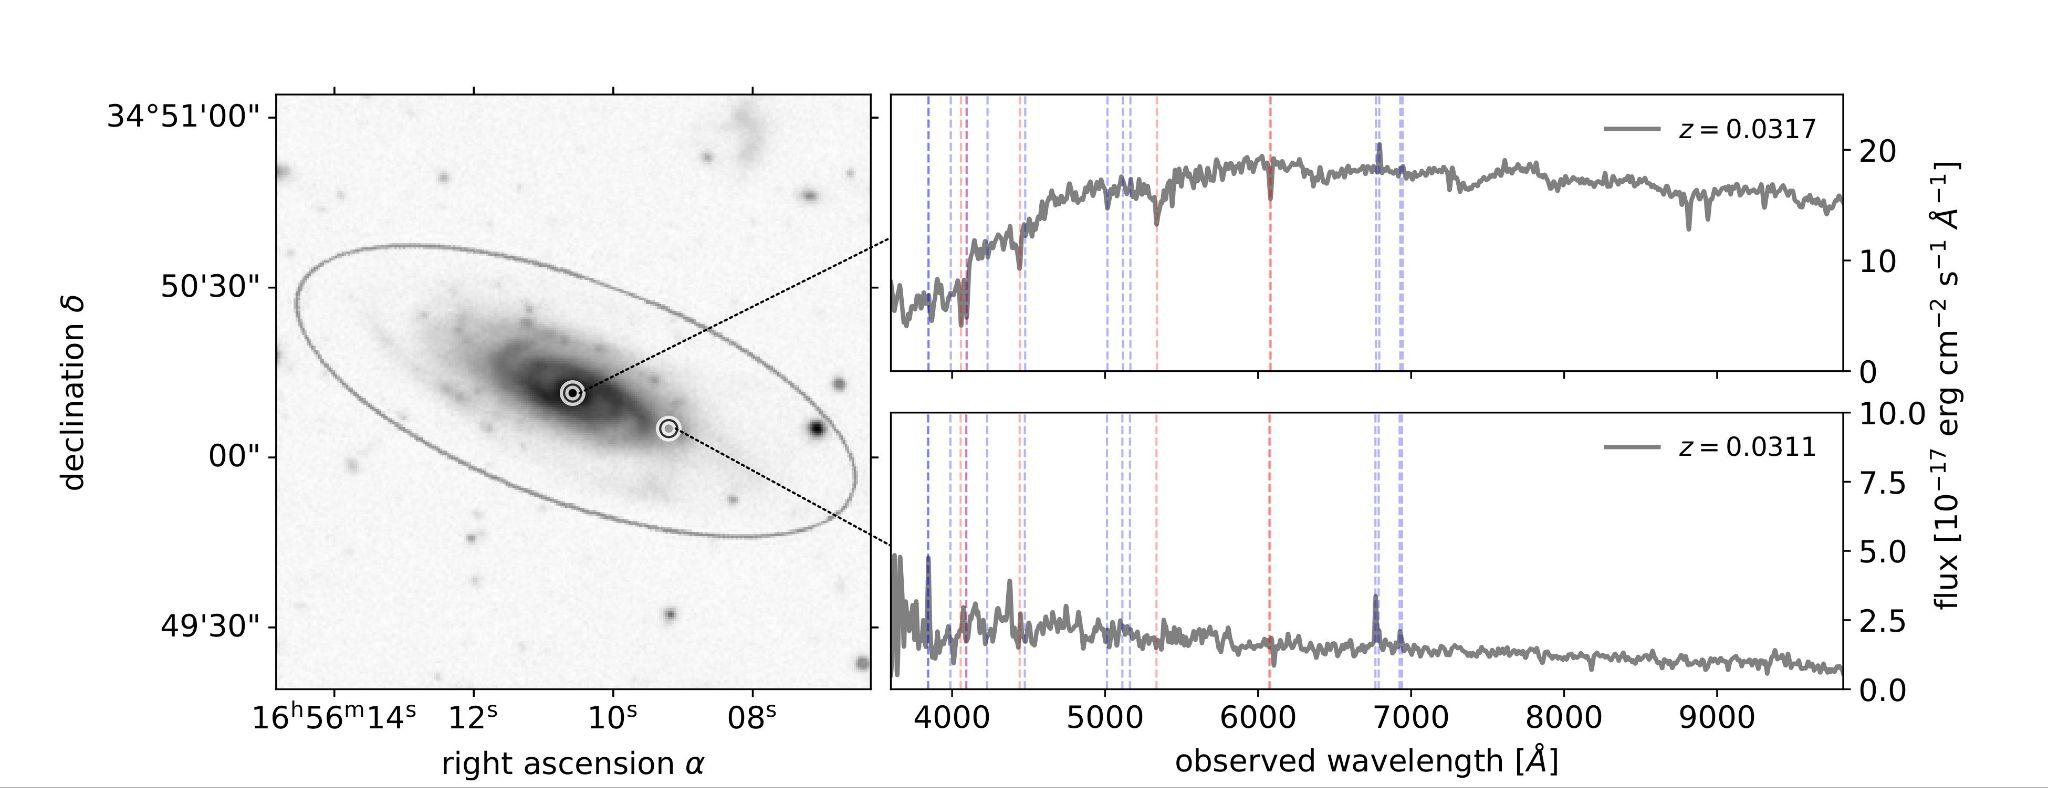 34°51'00"
50'30"
00"
49'30"
declination δ
16ʰ56ᵐ14ˢ 12ˢ 10ˢ 08ˢ
right ascension α
z = 0.0317
20
10
0
z = 0.0311
10.0
7.5
5.0
2.5
0.0
4000 5000 6000 7000 8000 9000
observed wavelength [Å]
flux [10⁻¹⁷ erg cm⁻² s⁻¹ Å⁻¹]